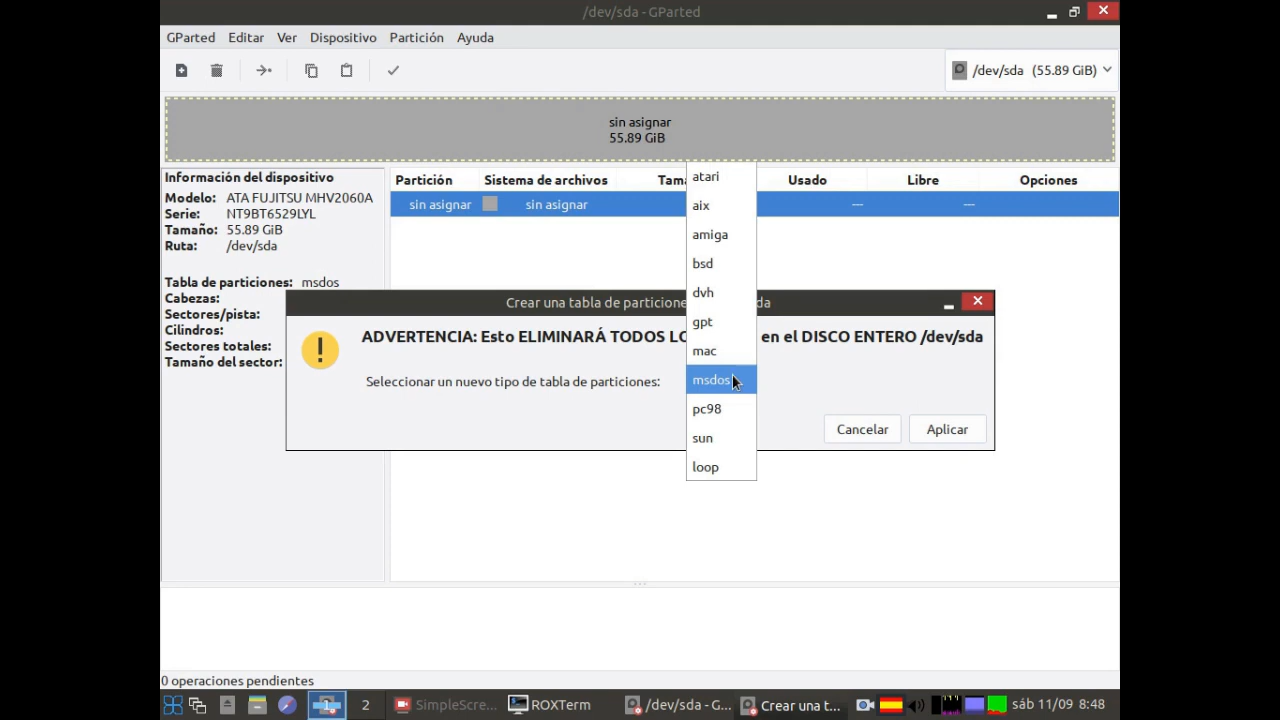 /dev/sda - GParted
GParted Editar Ver Dispositivo Partición Ayuda
/dev/sda (55.89 GiB)
sin asignar
55.89 GiB
Información del dispositivo
Modelo: ATA FUJITSU MHV2060A
Serie: NT9BT6529LYL
Tamaño: 55.89 GiB
Ruta: /dev/sda
Tabla de particiones: msdos
Cabezas:
Sectores/pista:
Cilindros:
Sectores totales:
Tamaño del sector:
Partición Sistema de archivos Usado Libre Opciones
sin asignar sin asignar --- ---
Crear una tabla de particione
ADVERTENCIA: Esto ELIMINARÁ TODOS LO en el DISCO ENTERO /dev/sda
Seleccionar un nuevo tipo de tabla de particiones:
atari
aix
amiga
bsd
dvh
gpt
mac
msdos
pc98
sun
loop
Cancelar Aplicar
0 operaciones pendientes
1 2 SimpleScre... ROXTerm /dev/sda - G... Crear una t... sáb 11/09 8:48